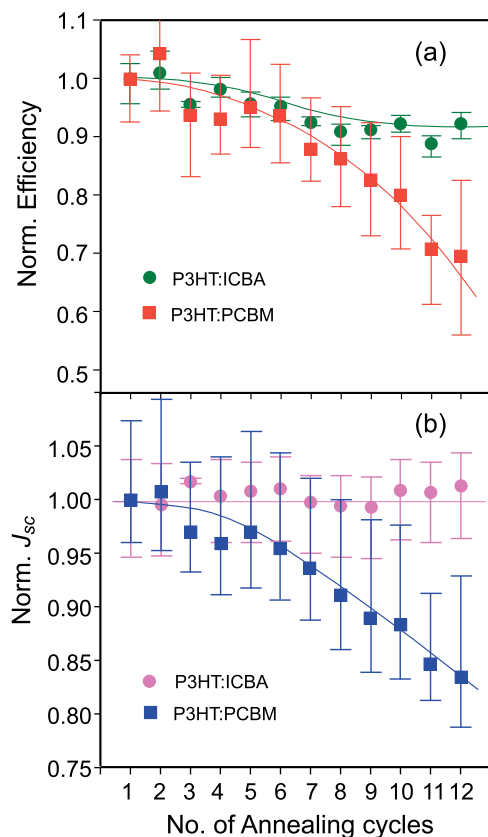 1.1
(a)
1.0
0.9
0.8
0.7
0.6
0.5
Norm. Efficiency
P3HT:ICBA
P3HT:PCBM
(b)
1.05
1.00
0.95
0.90
0.85
0.80
0.75
Norm. Jsc
P3HT:ICBA
P3HT:PCBM
1 2 3 4 5 6 7 8 9 10 11 12
No. of Annealing cycles